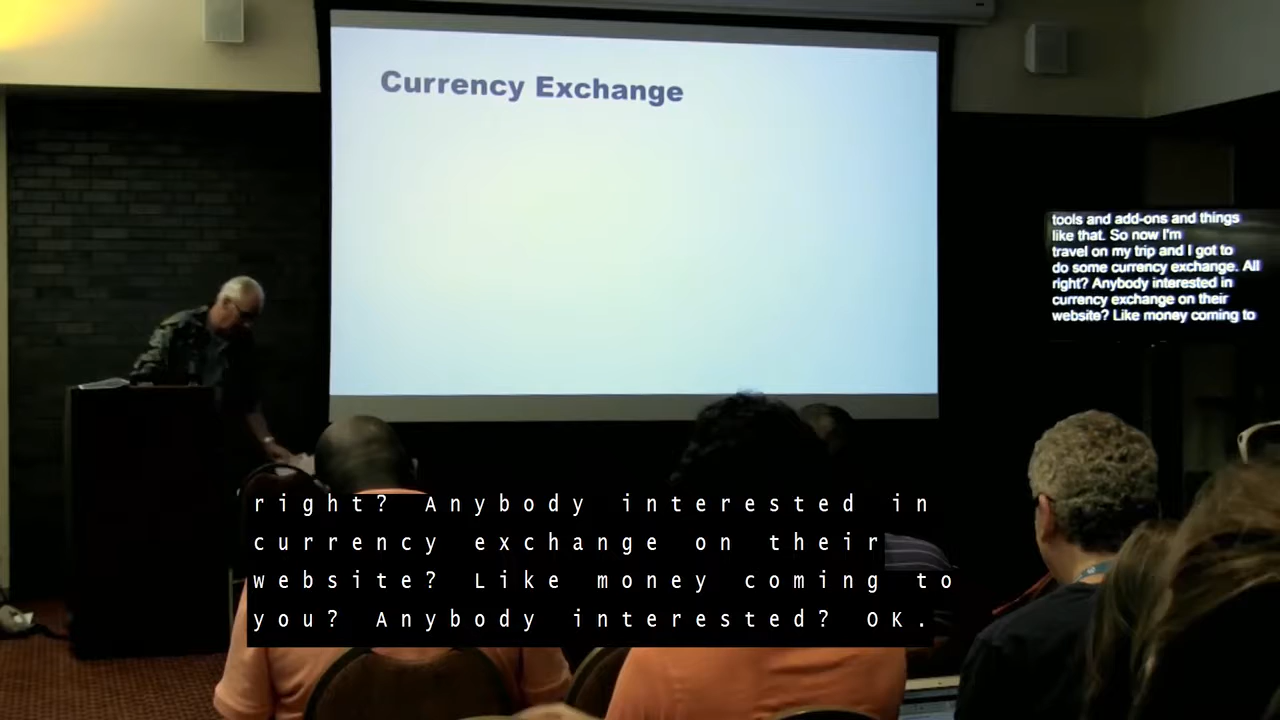 Currency Exchange
tools and add-ons and things
like that. So now I'm
travel on my trip and I got to
do some currency exchange. All
right? Anybody interested in
currency exchange on their
website? Like money coming to
right? Anybody interested in
currency exchange on their
website? Like money coming to
you? Anybody interested? OK.